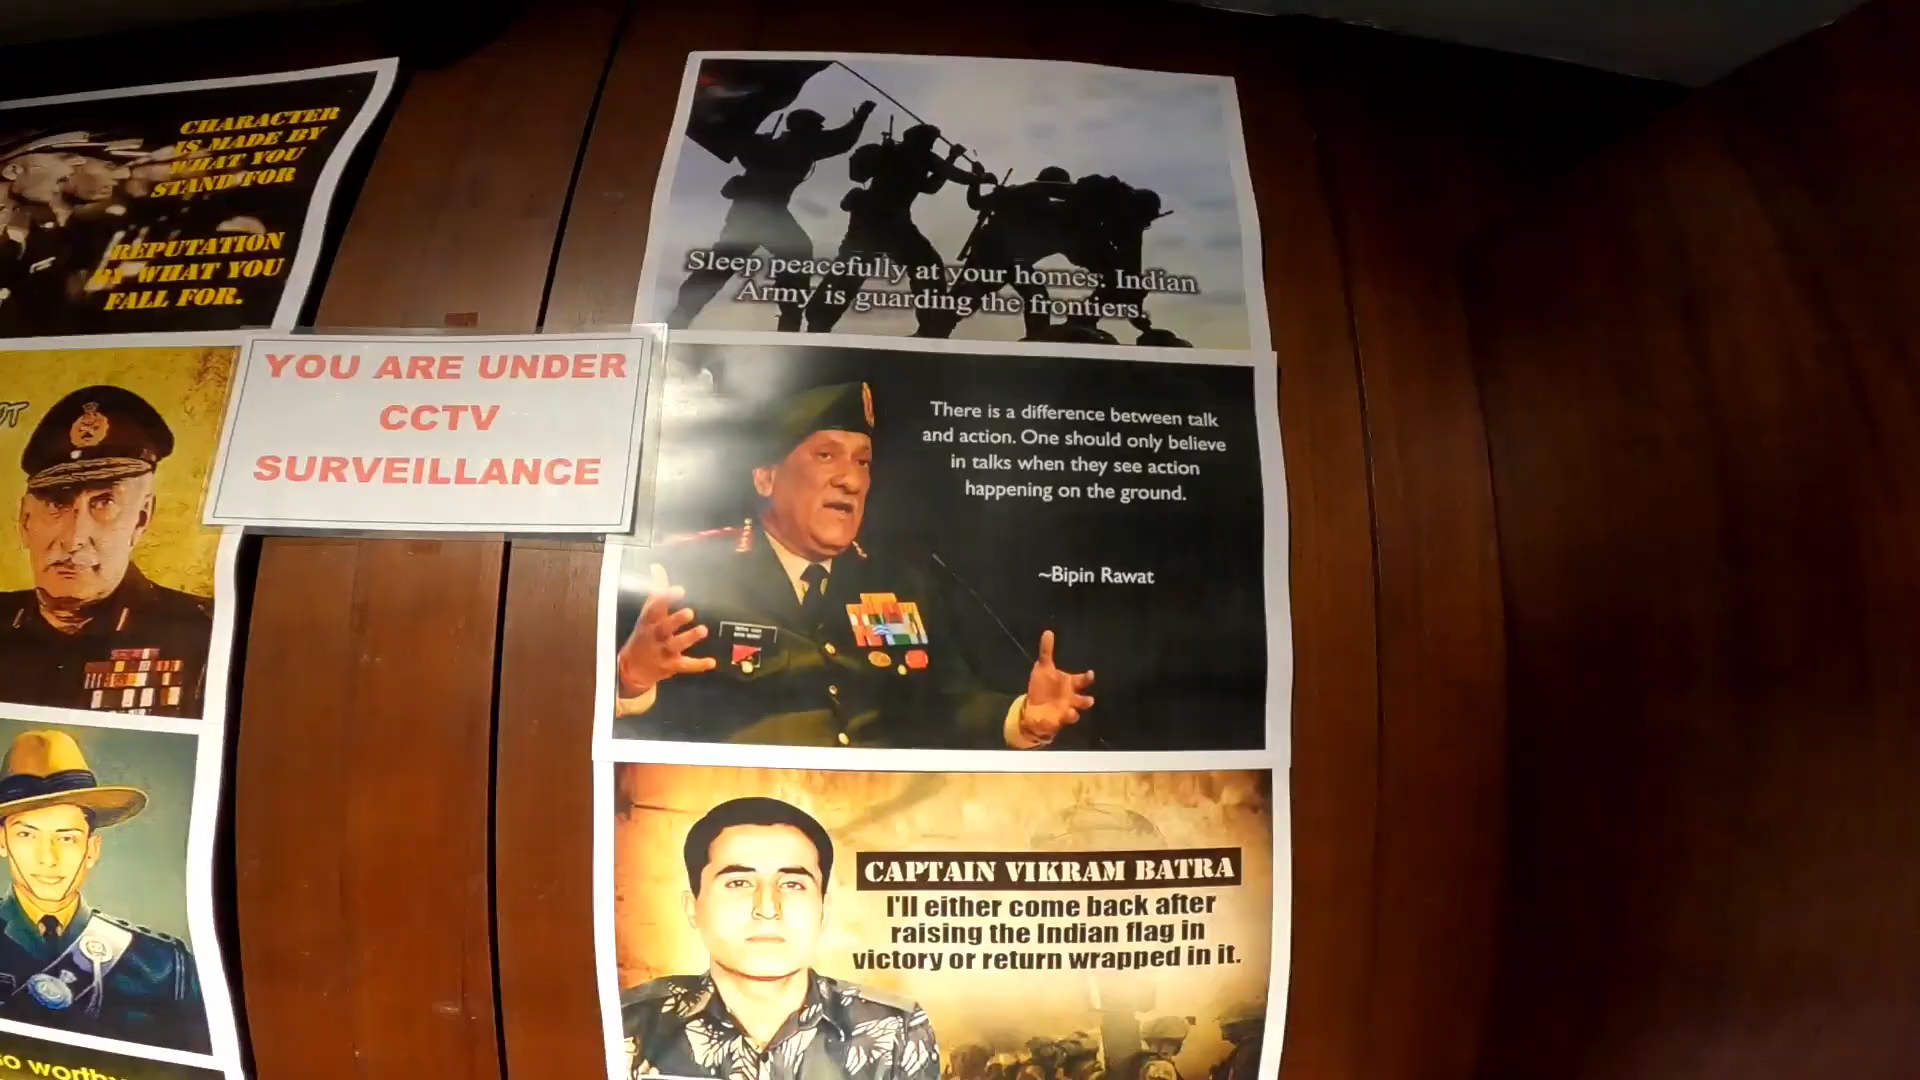 CHARACTER
IS MADE BY
WHAT YOU
STAND FOR
REPUTATION
BY WHAT YOU
FALL FOR.
YOU ARE UNDER
CCTV
SURVEILLANCE
Sleep peacefully at your homes. Indian
Army is guarding the frontiers.
There is a difference between talk
and action. One should only believe
in talks when they see action
happening on the ground.
~Bipin Rawat
CAPTAIN VIKRAM BATRA
I'll either come back after
raising the Indian flag in
victory or return wrapped in it.